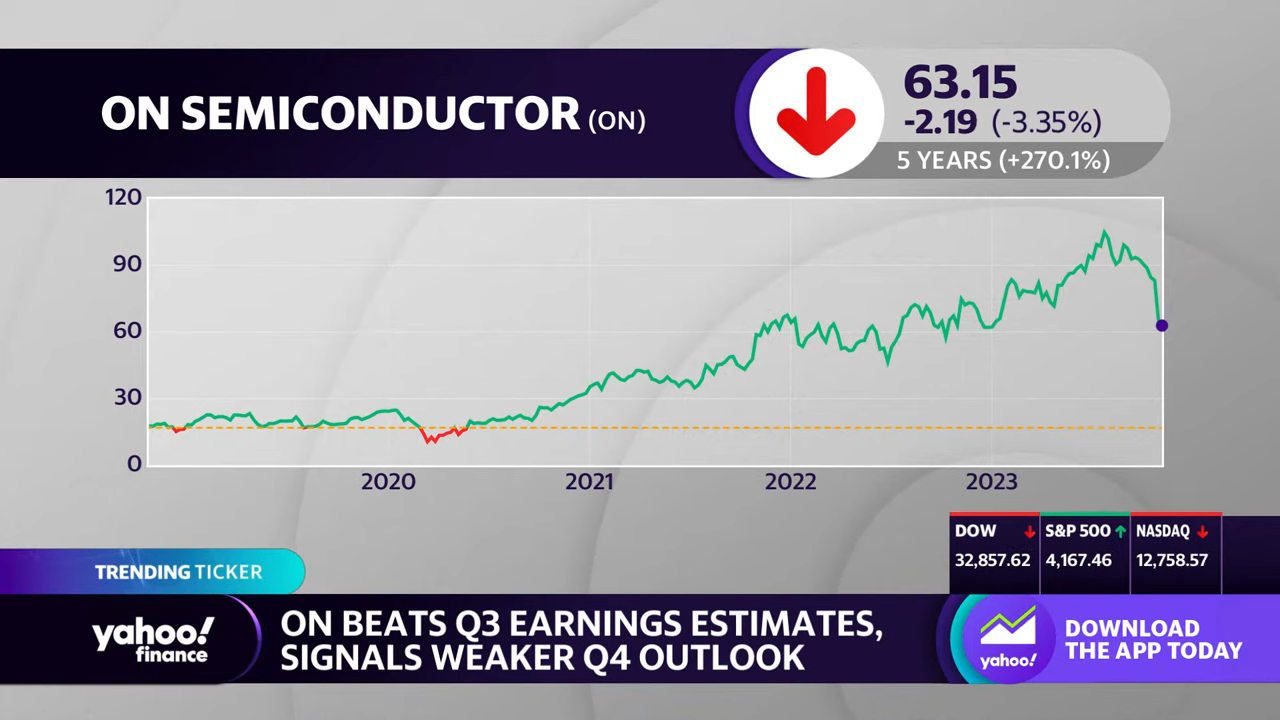 ON SEMICONDUCTOR (ON)
63.15
-2.19 (-3.35%)
5 YEARS (+270.1%)
120
90
60
30
0
2020 2021 2022 2023
DOW S&P 500 NASDAQ
32,857.62 4,167.46 12,758.57
TRENDING TICKER
yahoo!
finance
ON BEATS Q3 EARNINGS ESTIMATES,
SIGNALS WEAKER Q4 OUTLOOK
yahoo!
DOWNLOAD
THE APP TODAY